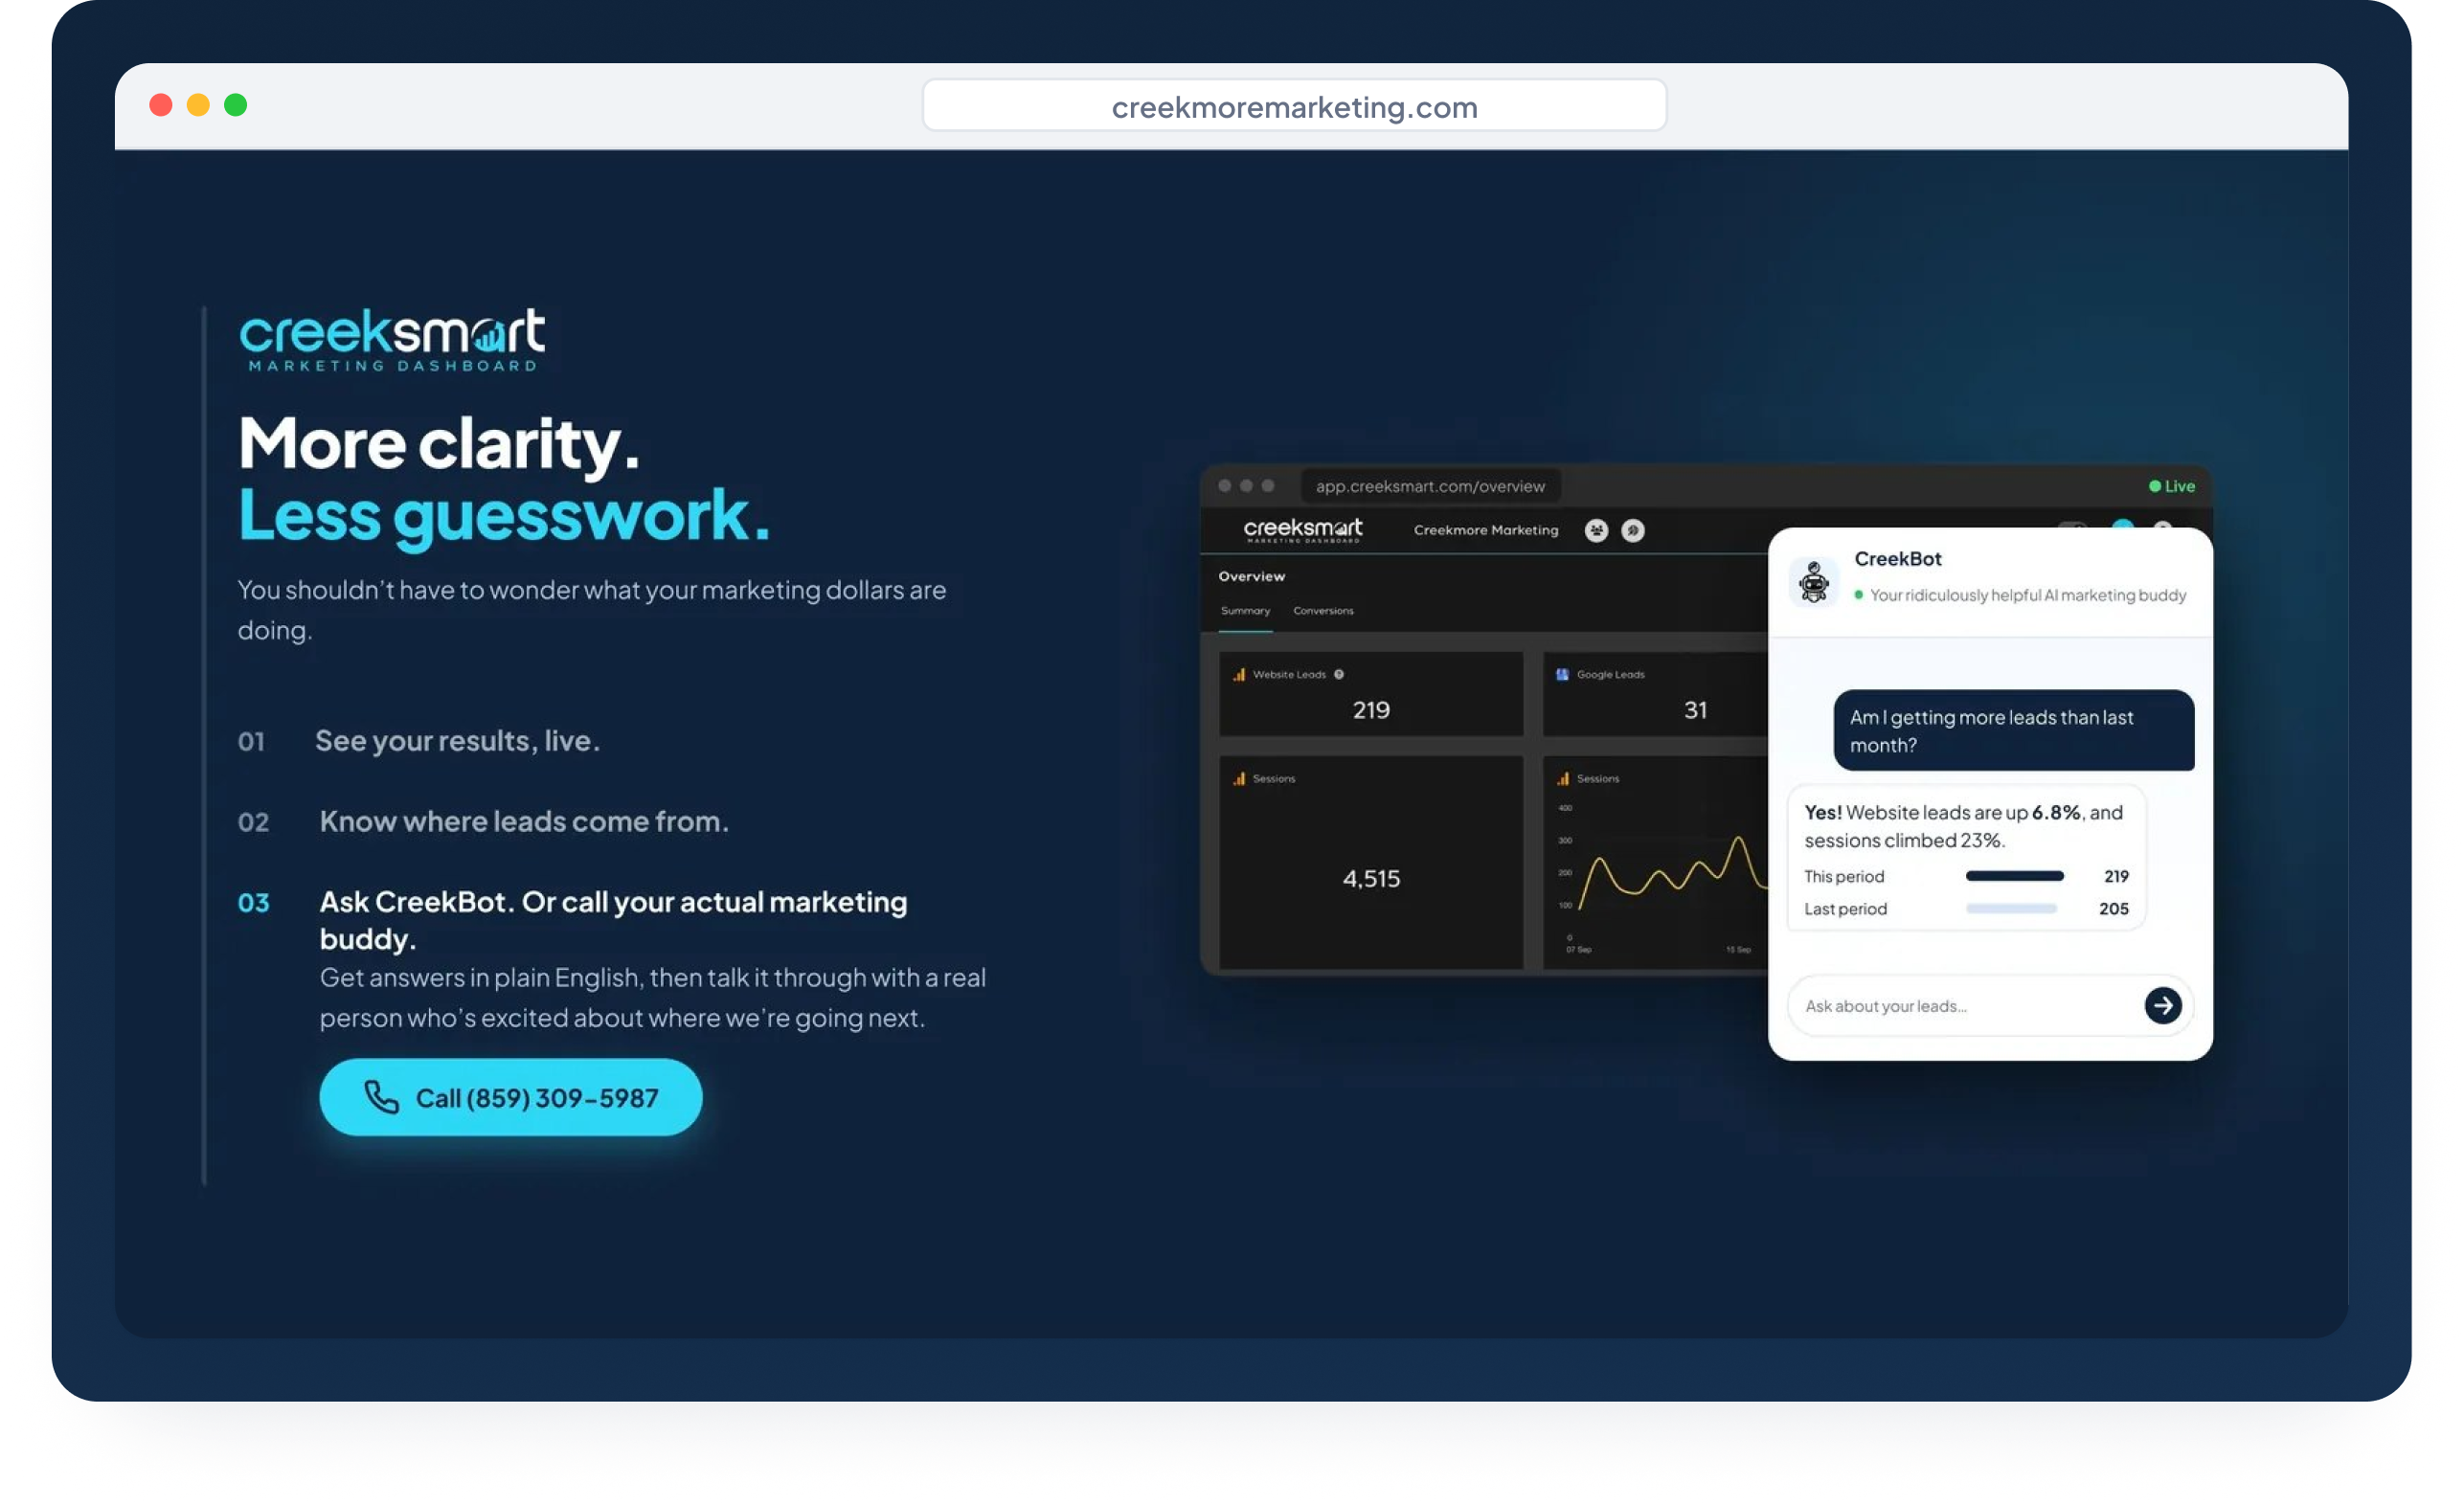 creekmoremarketing.com
creeksmart
MARKETING DASHBOARD
More clarity.
Less guesswork.
You shouldn't have to wonder what your marketing dollars are
doing.
01 See your results, live.
02 Know where leads come from.
03 Ask CreekBot. Or call your actual marketing
buddy.
Get answers in plain English, then talk it through with a real
person who's excited about where we're going next.
Call (859) 309-5987
app.creeksmart.com/overview
Live
creeksmart
MARKETING DASHBOARD
Creekmore Marketing
Overview
Summary Conversions
Website Leads
219
Google Leads
31
Sessions
4,515
Sessions
400
300
200
100
0
07 Sep 15 Sep
CreekBot
Your ridiculously helpful AI marketing buddy
Am I getting more leads than last
month?
Yes! Website leads are up 6.8%, and
sessions climbed 23%.
This period 219
Last period 205
Ask about your leads...